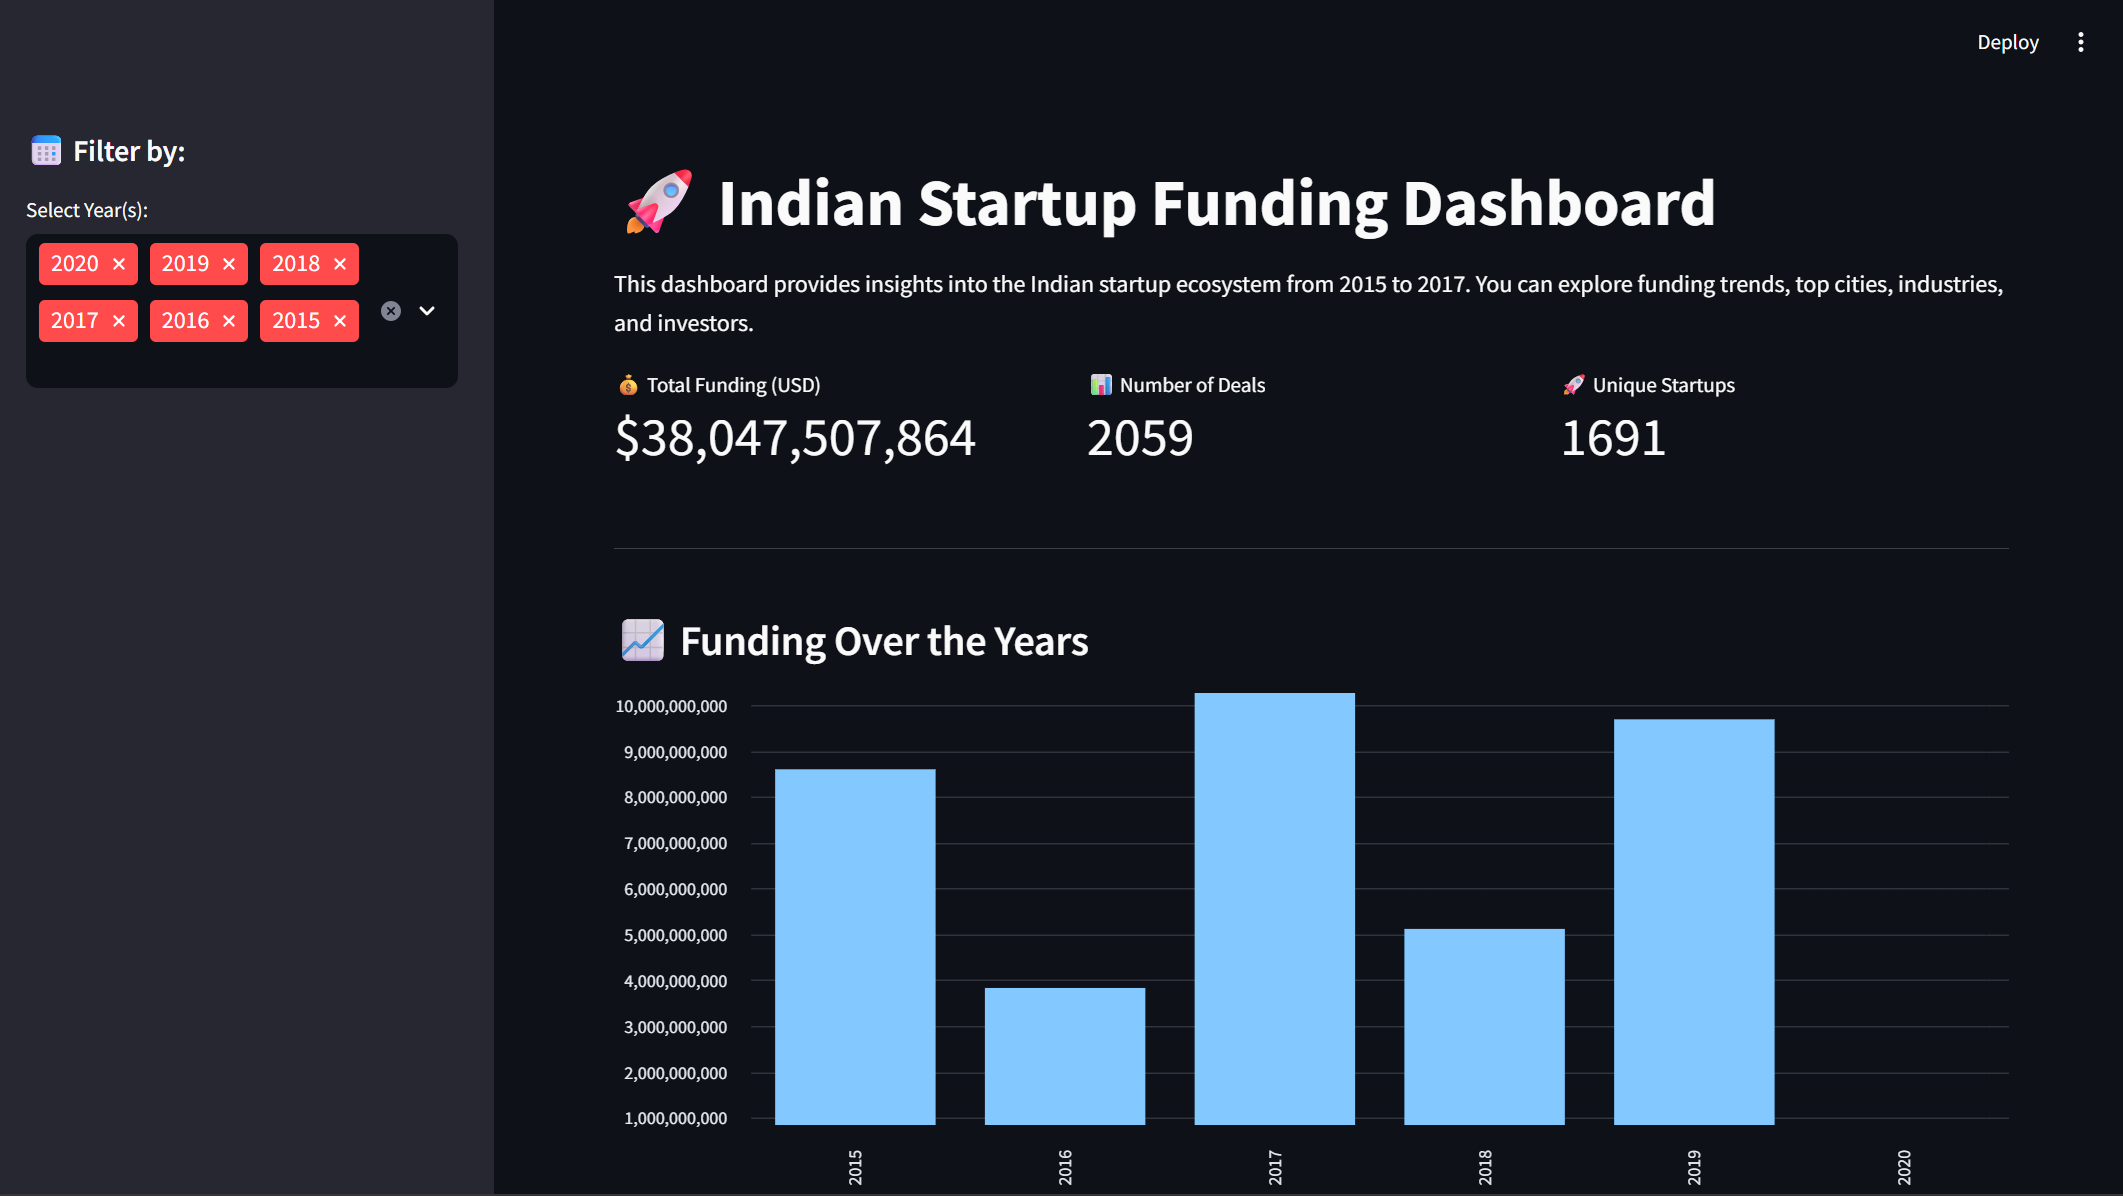 Deploy
Filter by:
Select Year(s):
2020 2019 2018
2017 2016 2015
Indian Startup Funding Dashboard
This dashboard provides insights into the Indian startup ecosystem from 2015 to 2017. You can explore funding trends, top cities, industries,
and investors.
Total Funding (USD)
$38,047,507,864
Number of Deals
2059
Unique Startups
1691
Funding Over the Years
10,000,000,000
9,000,000,000
8,000,000,000
7,000,000,000
6,000,000,000
5,000,000,000
4,000,000,000
3,000,000,000
2,000,000,000
1,000,000,000
2015
2016
2017
2018
2019
2020